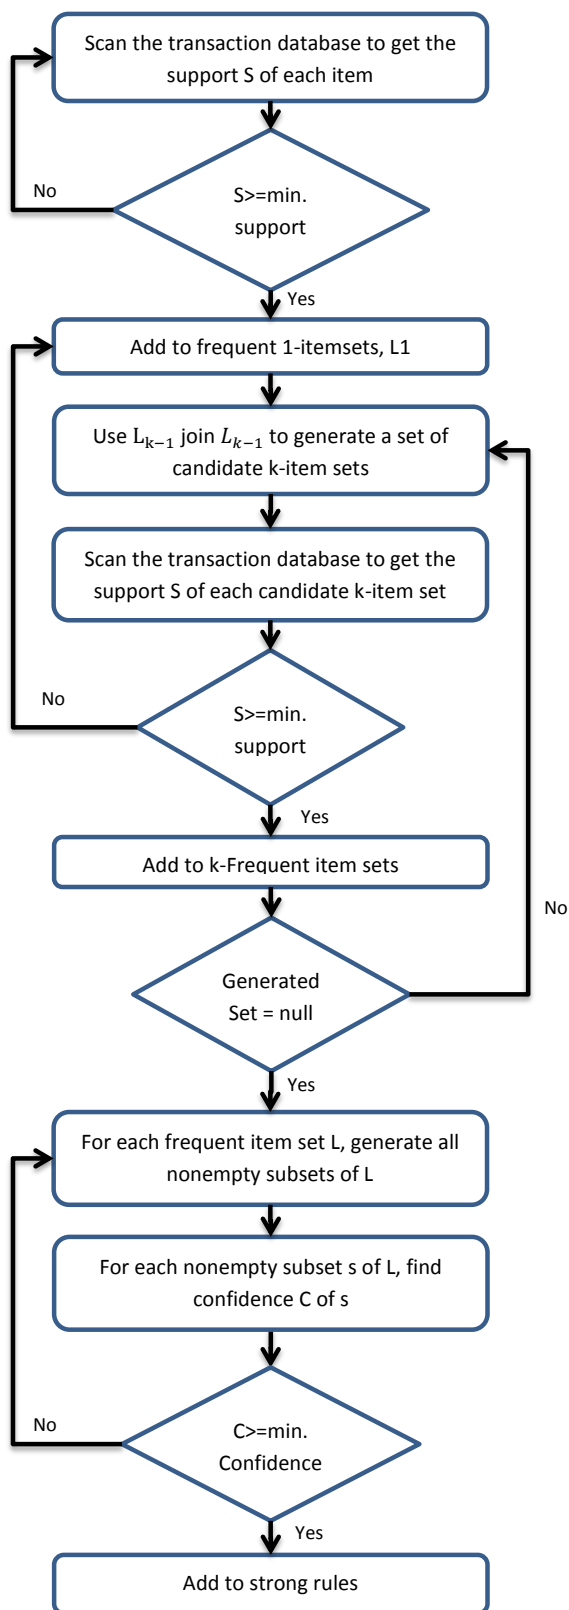 Scan the transaction database to get the
support S of each item
No
S>=min.
support
Yes
Add to frequent 1-itemsets, L1
Use Lₖ₋₁ join 𝐿ₖ₋₁ to generate a set of
candidate k-item sets
Scan the transaction database to get the
support S of each candidate k-item set
No
S>=min.
support
Yes
Add to k-Frequent item sets
No
Generated
Set = null
Yes
For each frequent item set L, generate all
nonempty subsets of L
For each nonempty subset s of L, find
confidence C of s
No
C>=min.
Confidence
Yes
Add to strong rules